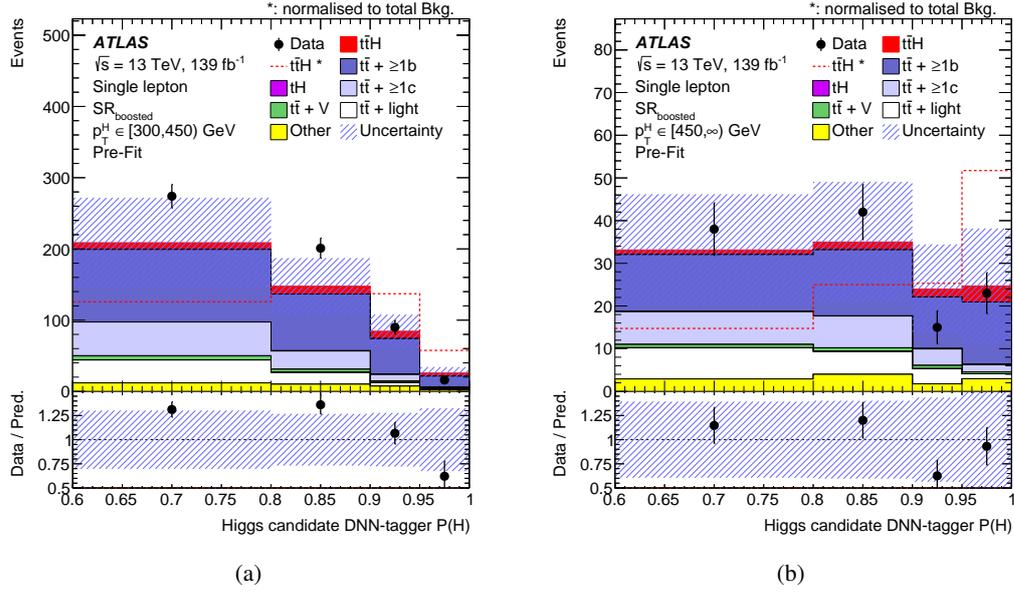 *: normalised to total Bkg.
Events
500
400
300
200
100
0
ATLAS
√s = 13 TeV, 139 fb-1
Single lepton
SRboosted
pTH ∈ [300,450) GeV
Pre-Fit
Data
tt̄H
tt̄H *
tt̄ + ≥1b
tH
tt̄ + ≥1c
tt̄ + V
tt̄ + light
Other
Uncertainty
Data / Pred.
1.25
1
0.75
0.5
0.6 0.65 0.7 0.75 0.8 0.85 0.9 0.95 1
Higgs candidate DNN-tagger P(H)
(a)
*: normalised to total Bkg.
Events
80
70
60
50
40
30
20
10
0
ATLAS
√s = 13 TeV, 139 fb-1
Single lepton
SRboosted
pTH ∈ [450,∞) GeV
Pre-Fit
Data
tt̄H
tt̄H *
tt̄ + ≥1b
tH
tt̄ + ≥1c
tt̄ + V
tt̄ + light
Other
Uncertainty
Data / Pred.
1.25
1
0.75
0.5
0.6 0.65 0.7 0.75 0.8 0.85 0.9 0.95 1
Higgs candidate DNN-tagger P(H)
(b)